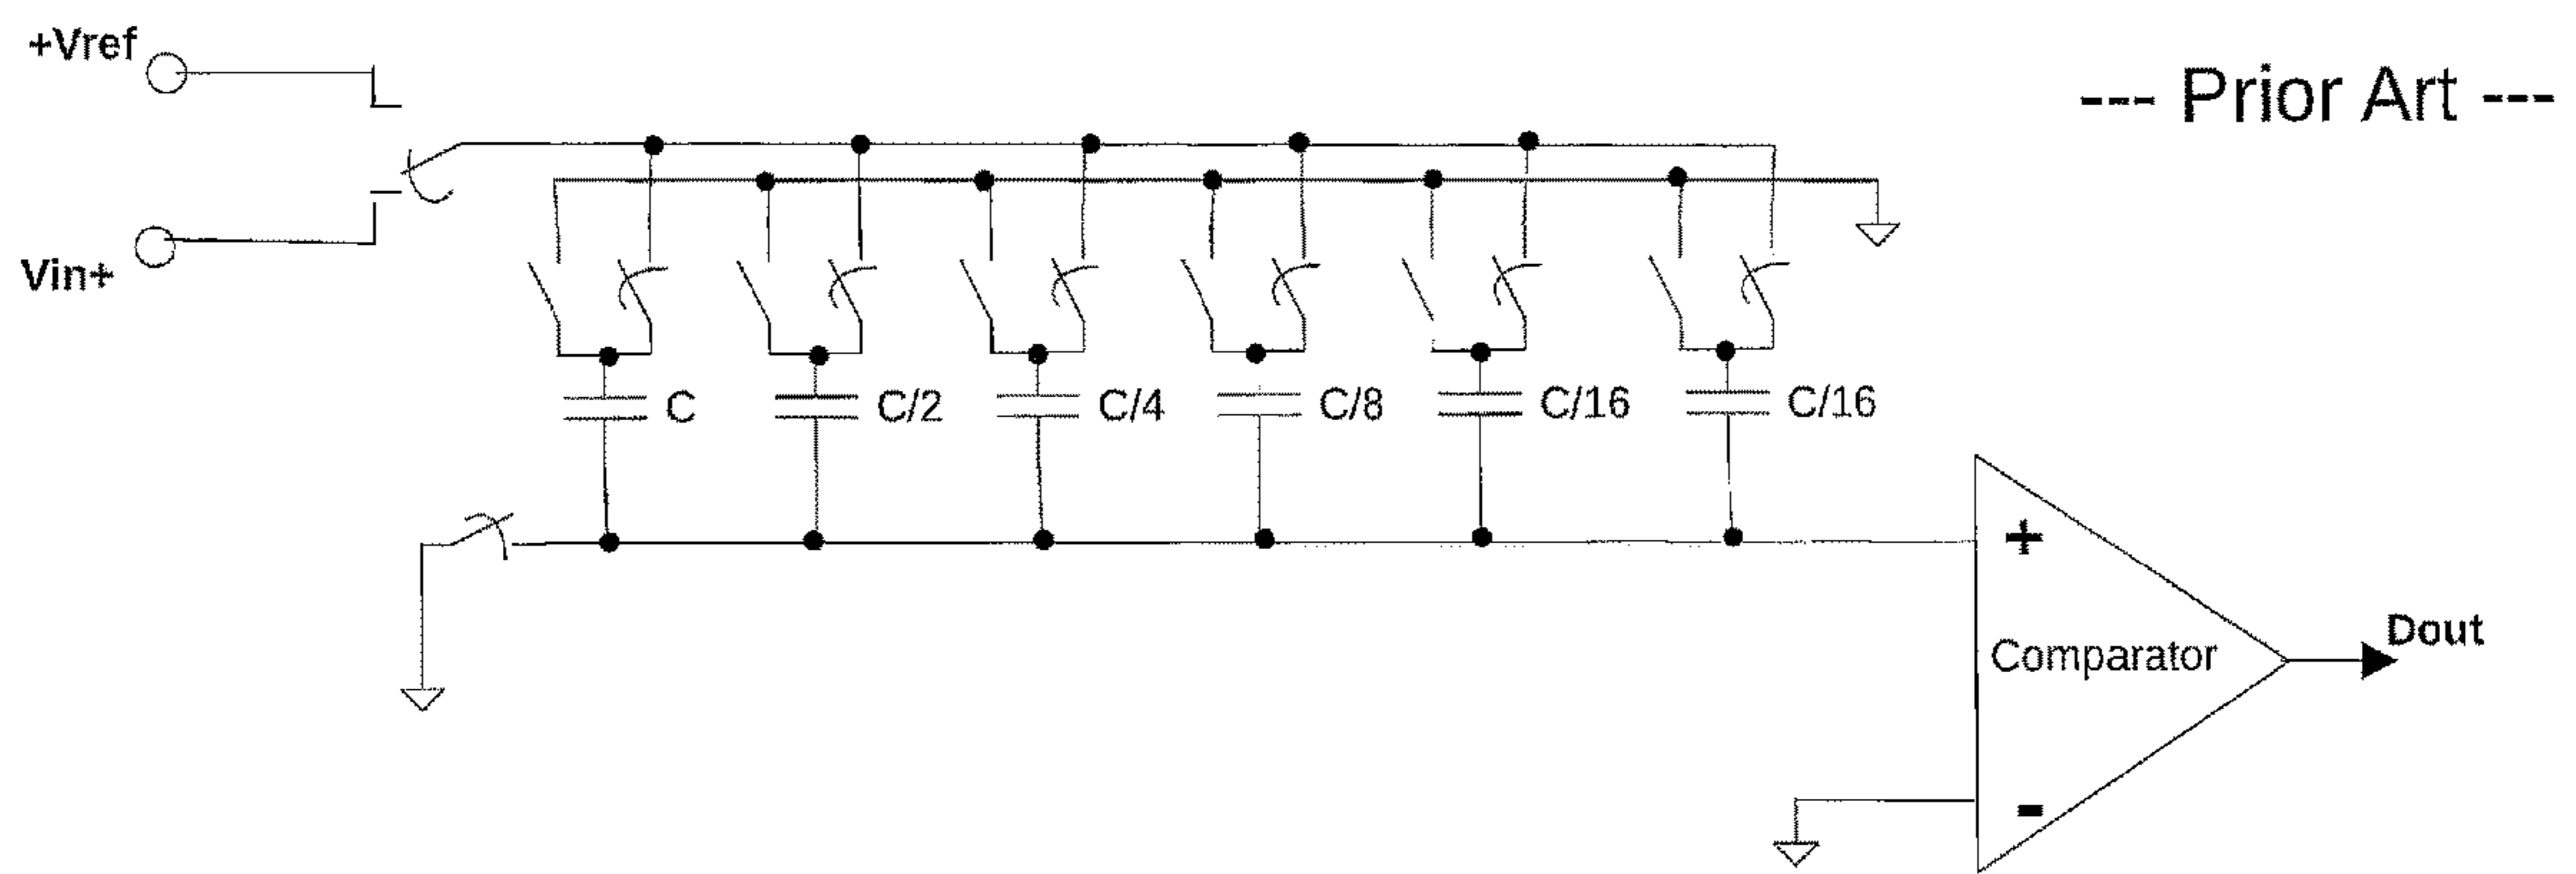 +Vref
--- Prior Art ---
Vin+
C
C/2
C/4
C/8
C/16
C/16
+
Comparator
Dout
-